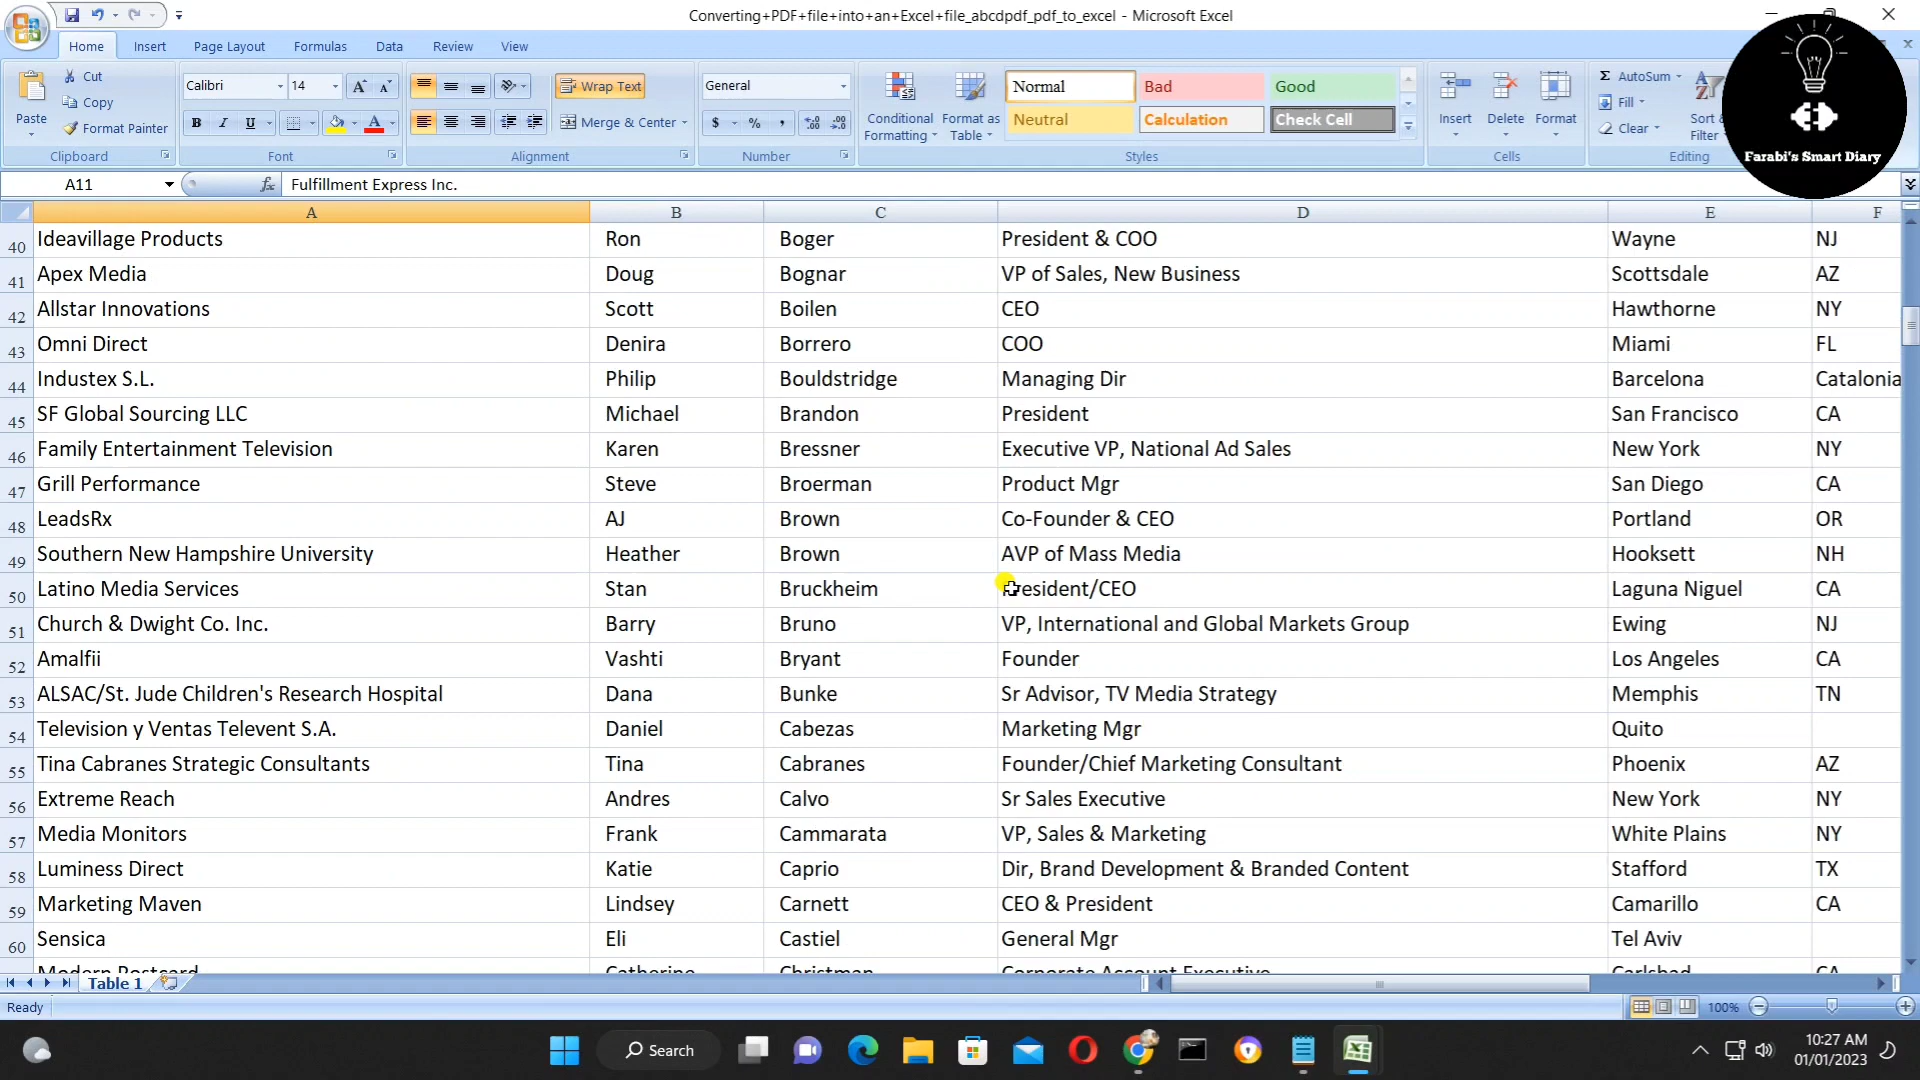 Converting+PDF+file+into+an+Excel+file_abcdpdf_pdf_to_excel - Microsoft Excel
Home Insert Page Layout Formulas Data Review View
Paste Cut Copy Format Painter Clipboard
Calibri 14 B I U Font
Wrap Text Merge & Center Alignment
General $ % , Number
Conditional Formatting Format as Table Normal Bad Good Neutral Calculation Check Cell Styles
Insert Delete Format Cells
Σ AutoSum Fill Clear Sort & Filter Editing
Farabi's Smart Diary
A11 fx Fulfillment Express Inc.
A B C D E F
40 Ideavillage Products Ron Boger President & COO Wayne NJ
41 Apex Media Doug Bognar VP of Sales, New Business Scottsdale AZ
42 Allstar Innovations Scott Boilen CEO Hawthorne NY
43 Omni Direct Denira Borrero COO Miami FL
44 Industex S.L. Philip Bouldstridge Managing Dir Barcelona Catalonia
45 SF Global Sourcing LLC Michael Brandon President San Francisco CA
46 Family Entertainment Television Karen Bressner Executive VP, National Ad Sales New York NY
47 Grill Performance Steve Broerman Product Mgr San Diego CA
48 LeadsRx AJ Brown Co-Founder & CEO Portland OR
49 Southern New Hampshire University Heather Brown AVP of Mass Media Hooksett NH
50 Latino Media Services Stan Bruckheim President/CEO Laguna Niguel CA
51 Church & Dwight Co. Inc. Barry Bruno VP, International and Global Markets Group Ewing NJ
52 Amalfii Vashti Bryant Founder Los Angeles CA
53 ALSAC/St. Jude Children's Research Hospital Dana Bunke Sr Advisor, TV Media Strategy Memphis TN
54 Television y Ventas Televent S.A. Daniel Cabezas Marketing Mgr Quito
55 Tina Cabranes Strategic Consultants Tina Cabranes Founder/Chief Marketing Consultant Phoenix AZ
56 Extreme Reach Andres Calvo Sr Sales Executive New York NY
57 Media Monitors Frank Cammarata VP, Sales & Marketing White Plains NY
58 Luminess Direct Katie Caprio Dir, Brand Development & Branded Content Stafford TX
59 Marketing Maven Lindsey Carnett CEO & President Camarillo CA
60 Sensica Eli Castiel General Mgr Tel Aviv
Modern Postcard Catherine Christman Corporate Account Executive Carlsbad CA
Table 1
Ready 100%
Search
10:27 AM
01/01/2023